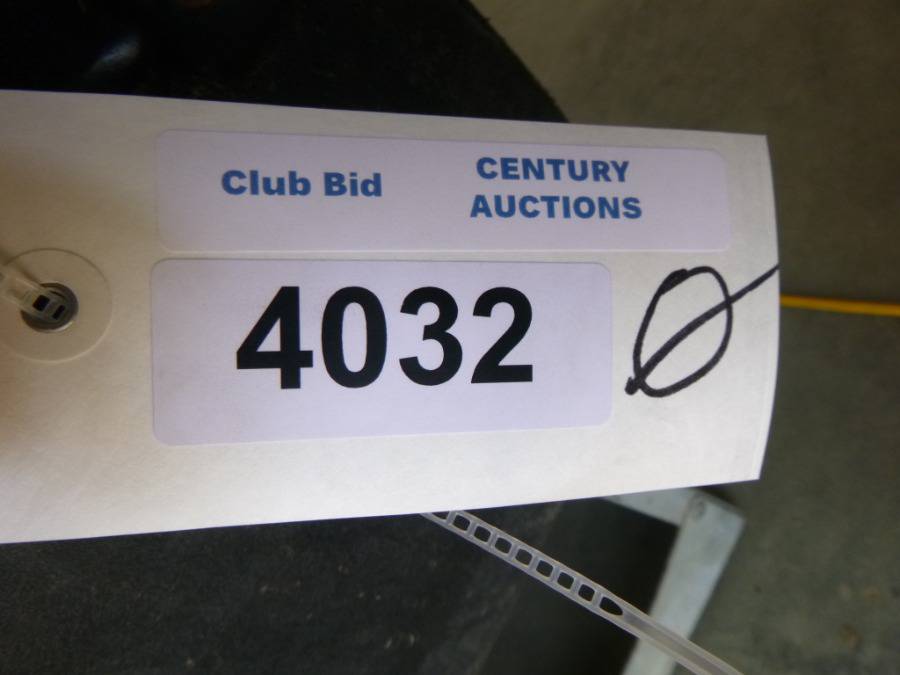 Club Bid
CENTURY
AUCTIONS
4032
Ø